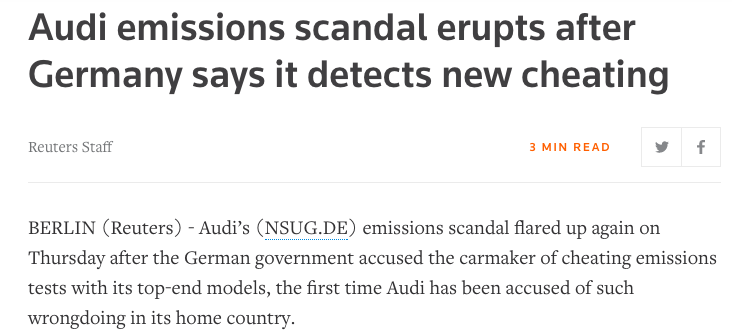 Audi emissions scandal erupts after
Germany says it detects new cheating
Reuters Staff
3 MIN READ
BERLIN (Reuters) - Audi’s (NSUG.DE) emissions scandal flared up again on
Thursday after the German government accused the carmaker of cheating emissions
tests with its top-end models, the first time Audi has been accused of such
wrongdoing in its home country.